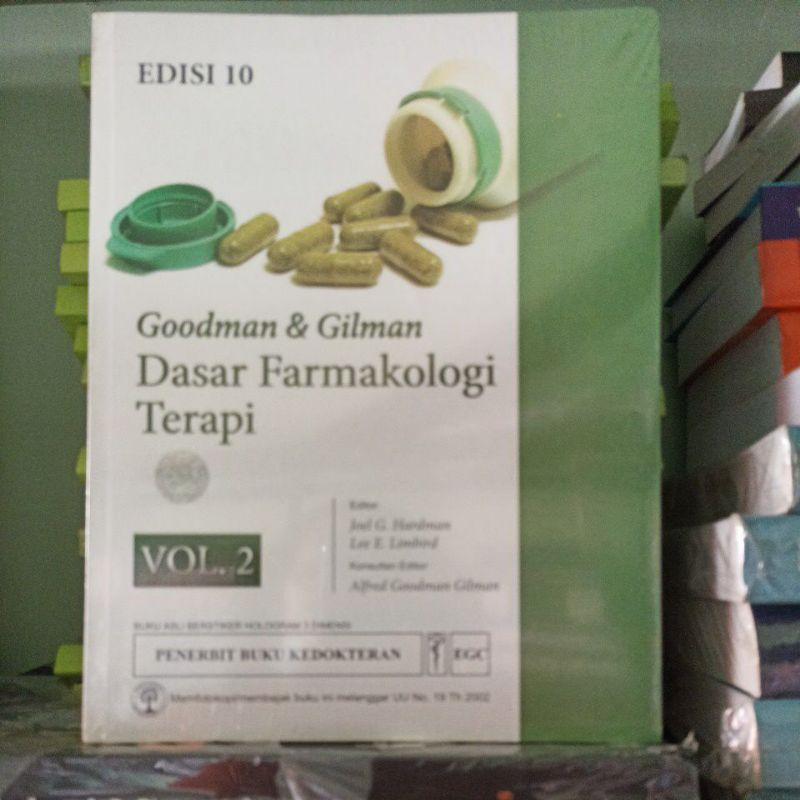 EDISI 10
Goodman & Gilman
Dasar Farmakologi
Terapi
Editor
Joel G. Hardman
Lee E. Limbird
Konsultan Editor
Alfred Goodman Gilman
VOL. 2
BUKU ASLI BERSTIKER HOLOGRAM 3 DIMENSI
PENERBIT BUKU KEDOKTERAN
EGC
Memfotokopi/membajak buku ini melanggar UU No. 19 Th 2002